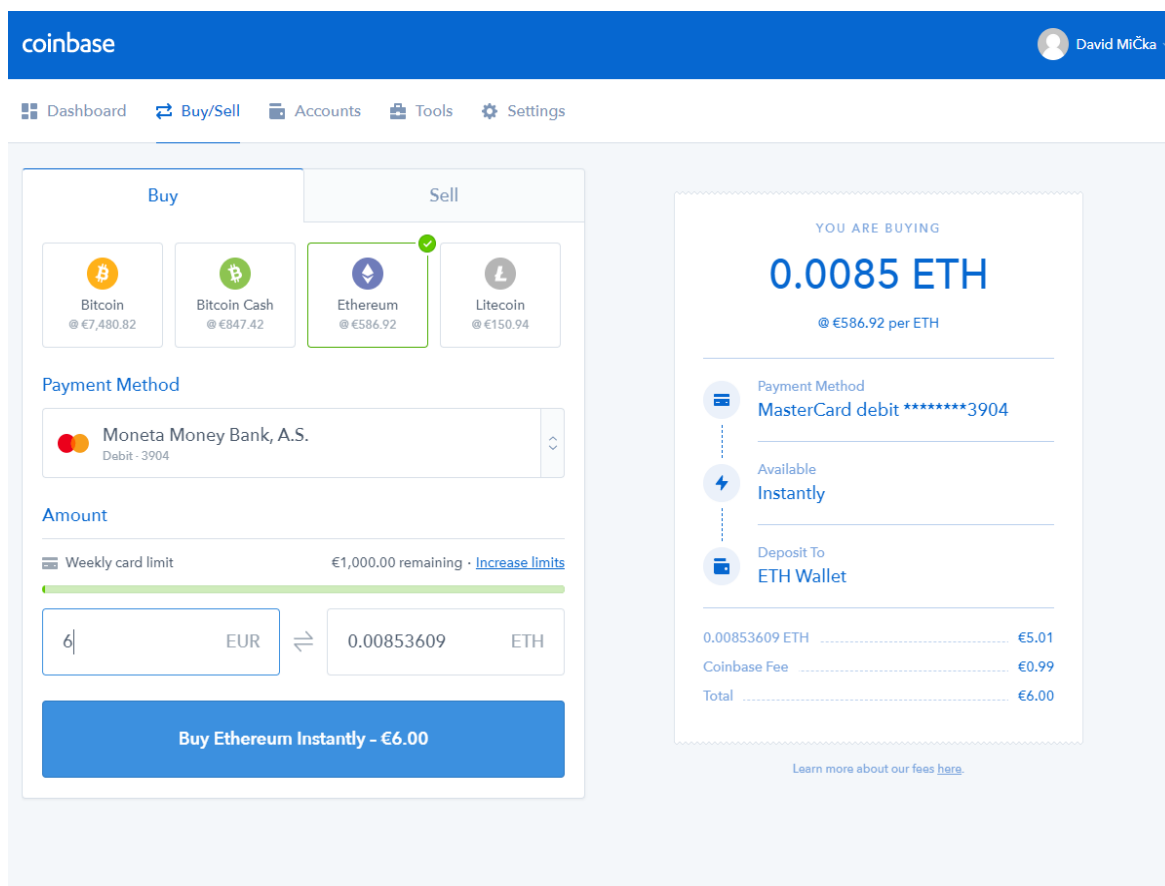 coinbase
David MiČka
Dashboard
Buy/Sell
Accounts
Tools
Settings
Buy
Sell
Bitcoin
@ €7,480.82
Bitcoin Cash
@ €847.42
Ethereum
@ €586.92
Litecoin
@ €150.94
Payment Method
Moneta Money Bank, A.S.
Debit · 3904
Amount
Weekly card limit
€1,000.00 remaining · Increase limits
6 EUR
0.00853609 ETH
Buy Ethereum Instantly - €6.00
YOU ARE BUYING
0.0085 ETH
@ €586.92 per ETH
Payment Method
MasterCard debit ********3904
Available
Instantly
Deposit To
ETH Wallet
0.00853609 ETH €5.01
Coinbase Fee €0.99
Total €6.00
Learn more about our fees here.